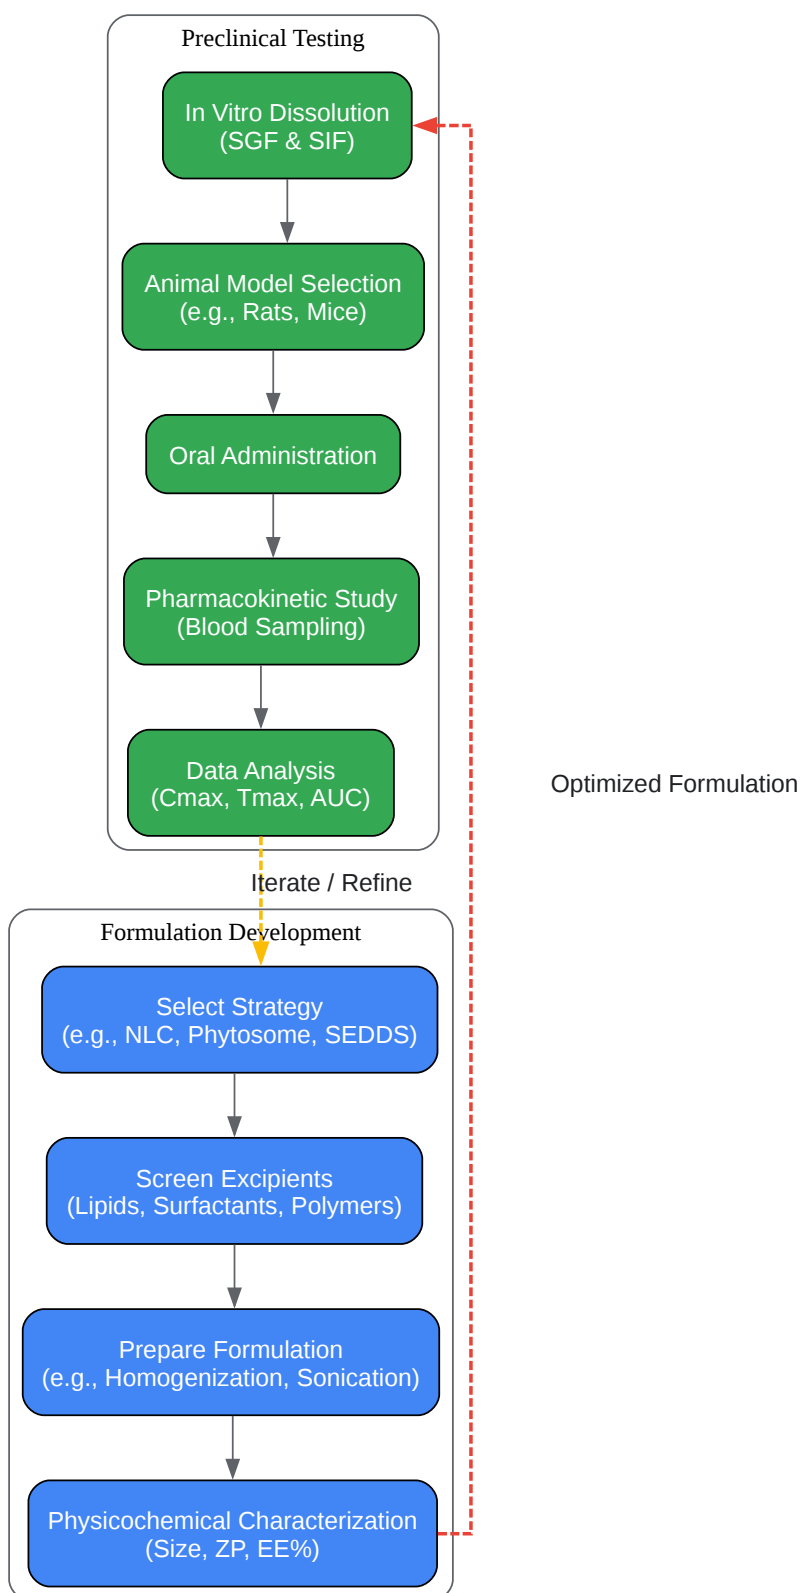 Preclinical Testing
In Vitro Dissolution
(SGF & SIF)
Animal Model Selection
(e.g., Rats, Mice)
Oral Administration
Pharmacokinetic Study
(Blood Sampling)
Data Analysis
(Cmax, Tmax, AUC)
Optimized Formulation
Iterate / Refine
Formulation Development
Select Strategy
(e.g., NLC, Phytosome, SEDDS)
Screen Excipients
(Lipids, Surfactants, Polymers)
Prepare Formulation
(e.g., Homogenization, Sonication)
Physicochemical Characterization
(Size, ZP, EE%)